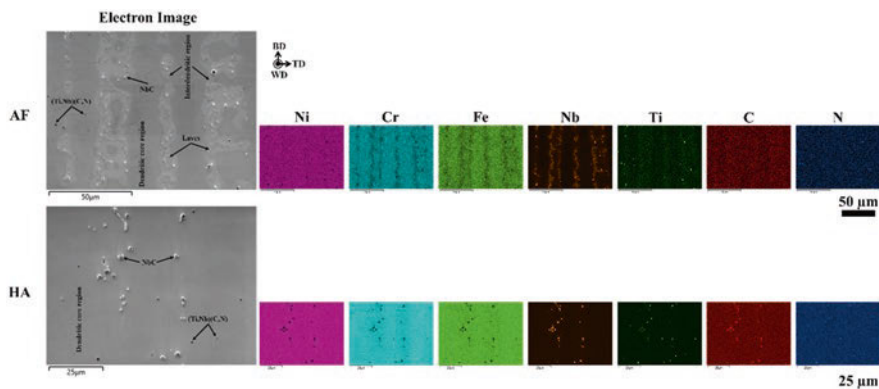 Electron Image
BD
TD
WD
AF
(Ti,Nb)(C,N)
Dendritic core region
NbC
Interdendritic region
Laves
50μm
Ni Cr Fe Nb Ti C N
50 μm
HA
Dendritic core region
NbC
(Ti,Nb)(C,N)
25μm
25 μm